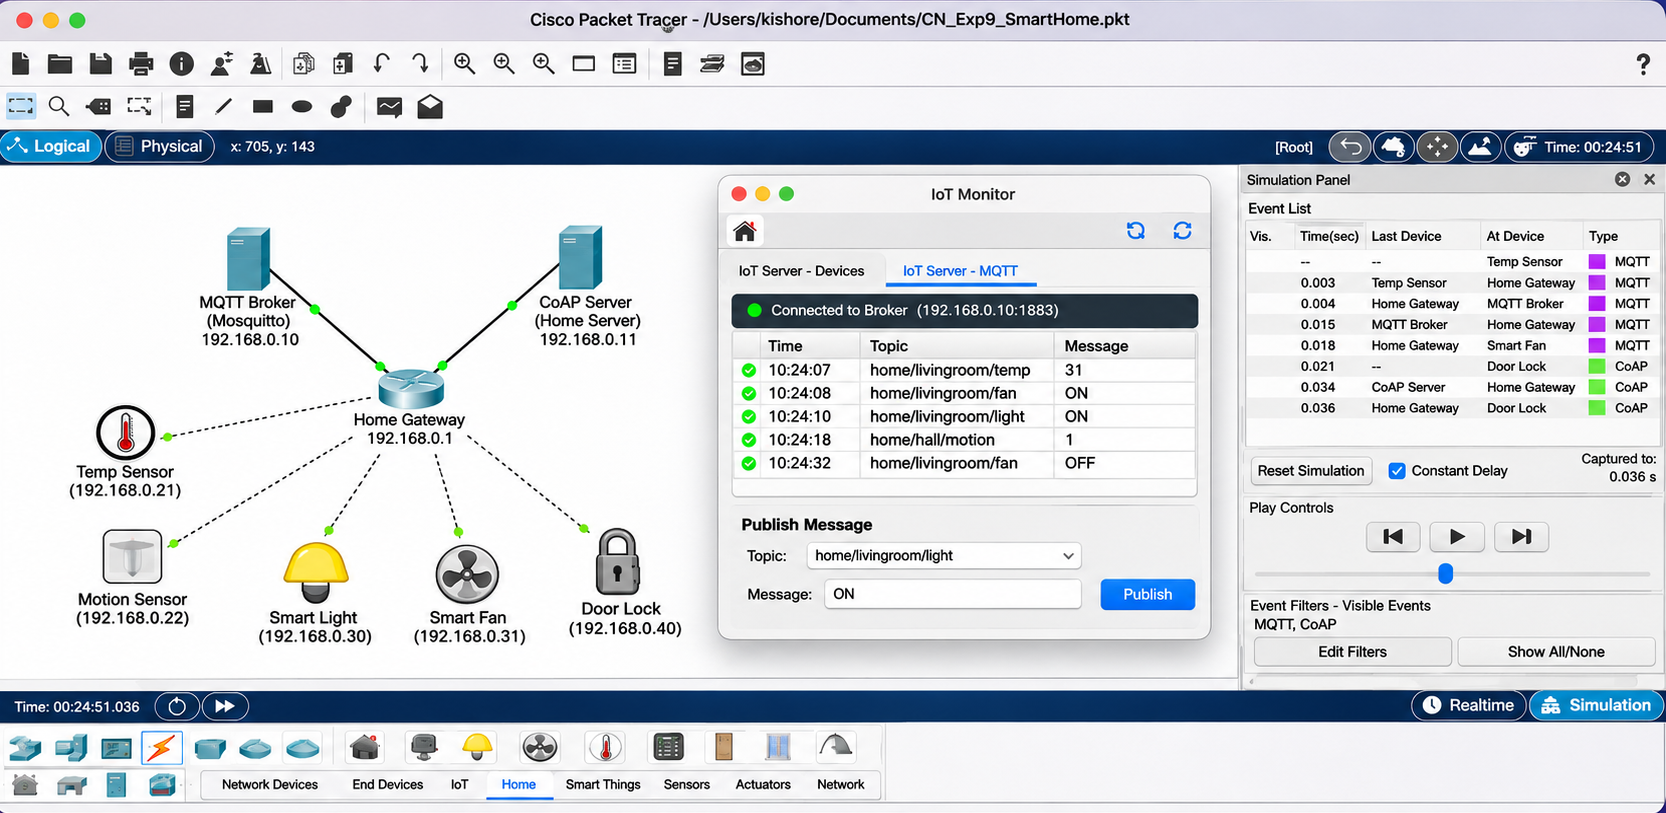 Cisco Packet Tracer - /Users/kishore/Documents/CN_Exp9_SmartHome.pkt
?
Logical
Physical
x: 705, y: 143
[Root]
Time: 00:24:51
MQTT Broker
(Mosquitto)
192.168.0.10
CoAP Server
(Home Server)
192.168.0.11
Home Gateway
192.168.0.1
Temp Sensor
(192.168.0.21)
Motion Sensor
(192.168.0.22)
Smart Light
(192.168.0.30)
Smart Fan
(192.168.0.31)
Door Lock
(192.168.0.40)
IoT Monitor
IoT Server - Devices
IoT Server - MQTT
Connected to Broker (192.168.0.10:1883)
Time Topic Message
10:24:07 home/livingroom/temp 31
10:24:08 home/livingroom/fan ON
10:24:10 home/livingroom/light ON
10:24:18 home/hall/motion 1
10:24:32 home/livingroom/fan OFF
Publish Message
Topic: home/livingroom/light
Message: ON
Publish
Simulation Panel
Event List
Vis. Time(sec) Last Device At Device Type
-- -- Temp Sensor MQTT
0.003 Temp Sensor Home Gateway MQTT
0.004 Home Gateway MQTT Broker MQTT
0.015 MQTT Broker Home Gateway MQTT
0.018 Home Gateway Smart Fan MQTT
0.021 -- Door Lock CoAP
0.034 CoAP Server Home Gateway CoAP
0.036 Home Gateway Door Lock CoAP
Reset Simulation
Constant Delay
Captured to:
0.036 s
Play Controls
Event Filters - Visible Events
MQTT, CoAP
Edit Filters
Show All/None
Time: 00:24:51.036
Realtime
Simulation
Network Devices
End Devices
IoT
Home
Smart Things
Sensors
Actuators
Network